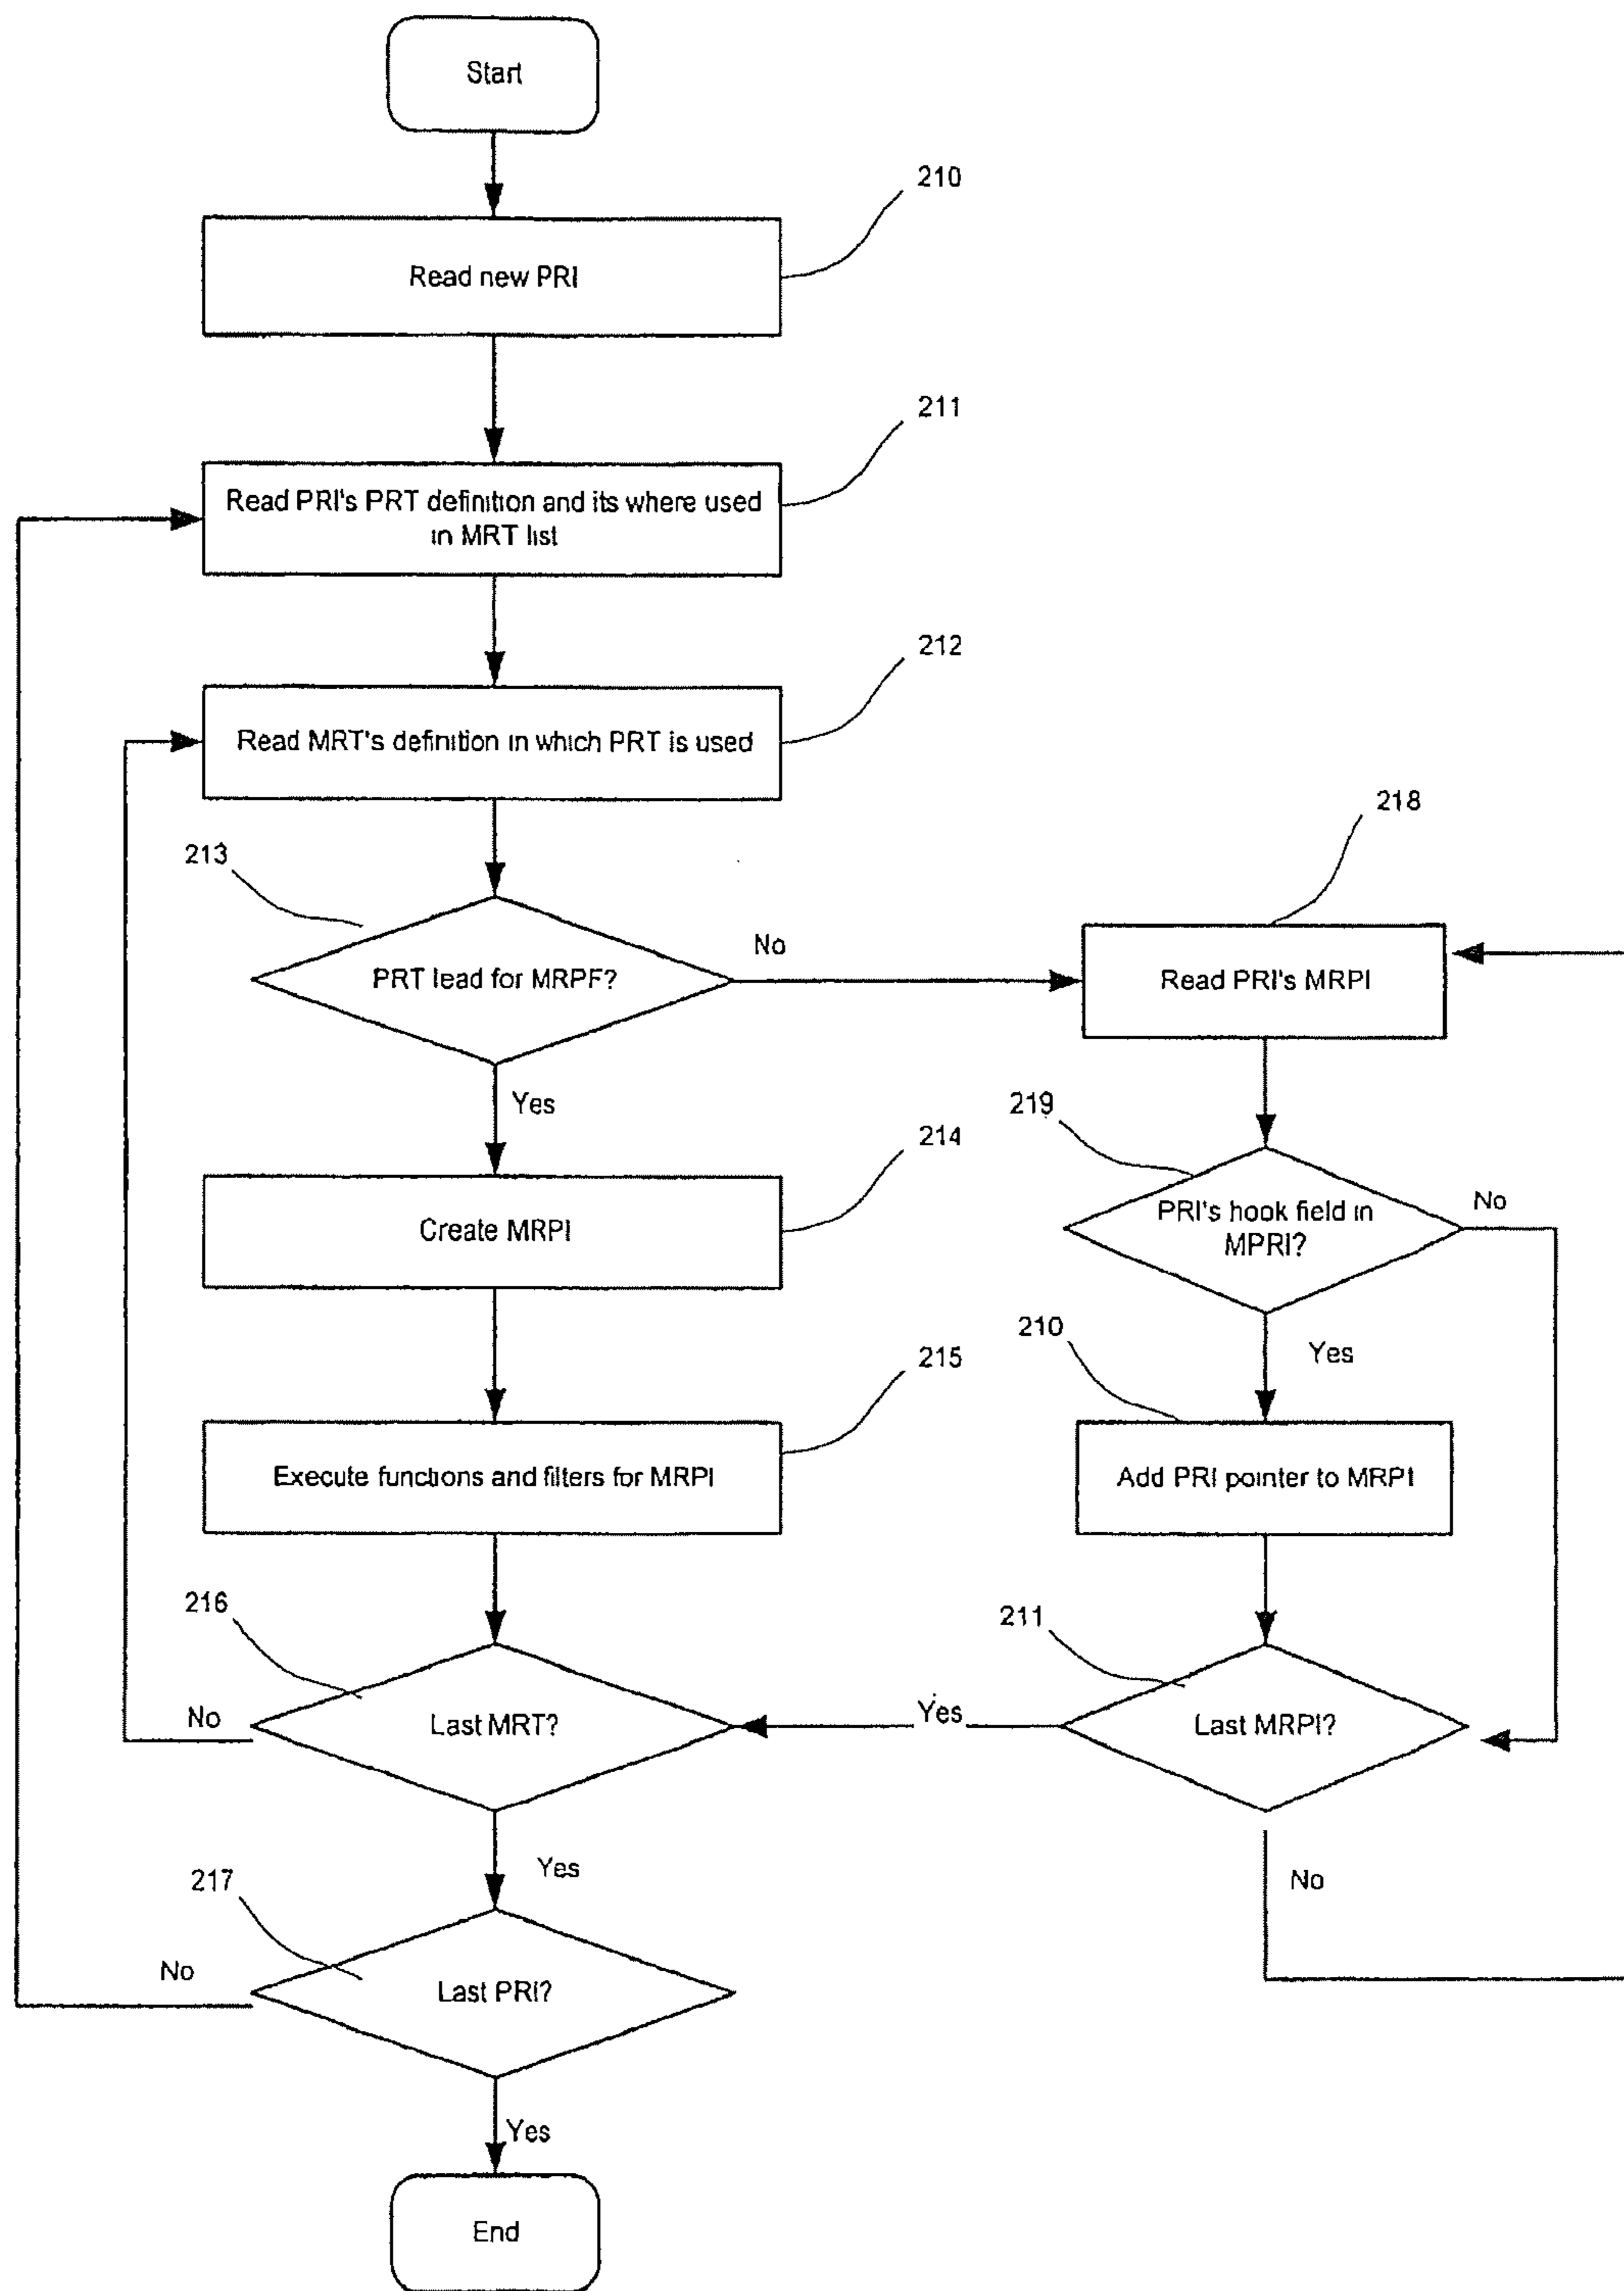 Start
210
Read new PRI
211
Read PRI's PRT definition and its where used
in MRT list
212
Read MRT's definition in which PRT is used
213
PRT lead for MRPF?
No
218
Read PRI's MRPI
Yes
219
PRI's hook field in
MPRI?
No
214
Create MRPI
210
Yes
215
Execute functions and filters for MRPI
Add PRI pointer to MRPI
216
211
Last MRT?
No
Yes
Last MRPI?
Yes
No
217
No
Last PRI?
Yes
End